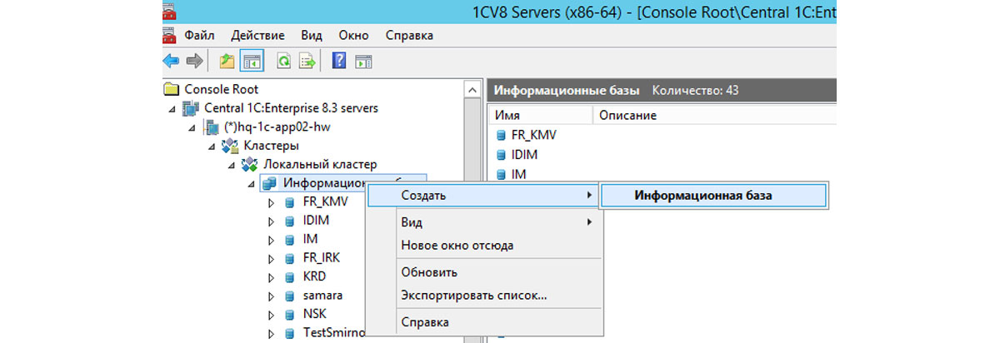 1CV8 Servers (x86-64) - [Console Root\Central 1C:Ent
Файл Действие Вид Окно Справка
Console Root
Central 1C:Enterprise 8.3 servers
(*)hq-1c-app02-hw
Кластеры
Локальный кластер
FR_KMV
IDIM
IM
FR_IRK
KRD
samara
NSK
TestSmirno
Информационные базы Количество: 43
Имя Описание
FR_KMV
IDIM
IM
Создать
Вид
Новое окно отсюда
Обновить
Экспортировать список...
Справка
Информационная база